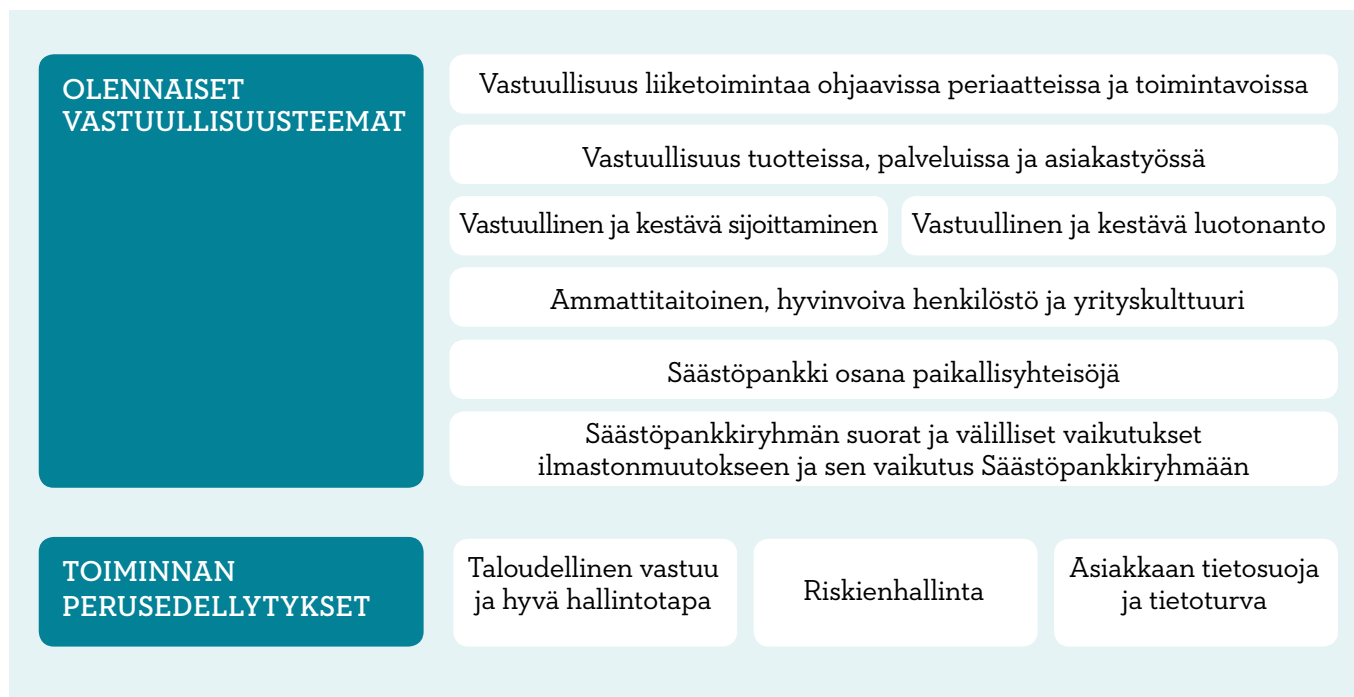 OLENNAISET
VASTUULLISUUSTEEMAT
Vastuullisuus liiketoimintaa ohjaavissa periaatteissa ja toimintavoissa
Vastuullisuus tuotteissa, palveluissa ja asiakastyössä
Vastuullinen ja kestävä sijoittaminen
Vastuullinen ja kestävä luotonanto
Ammattitaitoinen, hyvinvoiva henkilöstö ja yrityskulttuuri
Säästöpankki osana paikallisyhteisöjä
Säästöpankkiryhmän suorat ja välilliset vaikutukset
ilmastonmuutokseen ja sen vaikutus Säästöpankkiryhmään
TOIMINNAN
PERUSEDELLYTYKSET
Taloudellinen vastuu
ja hyvä hallintotapa
Riskienhallinta
Asiakkaan tietosuoja
ja tietoturva